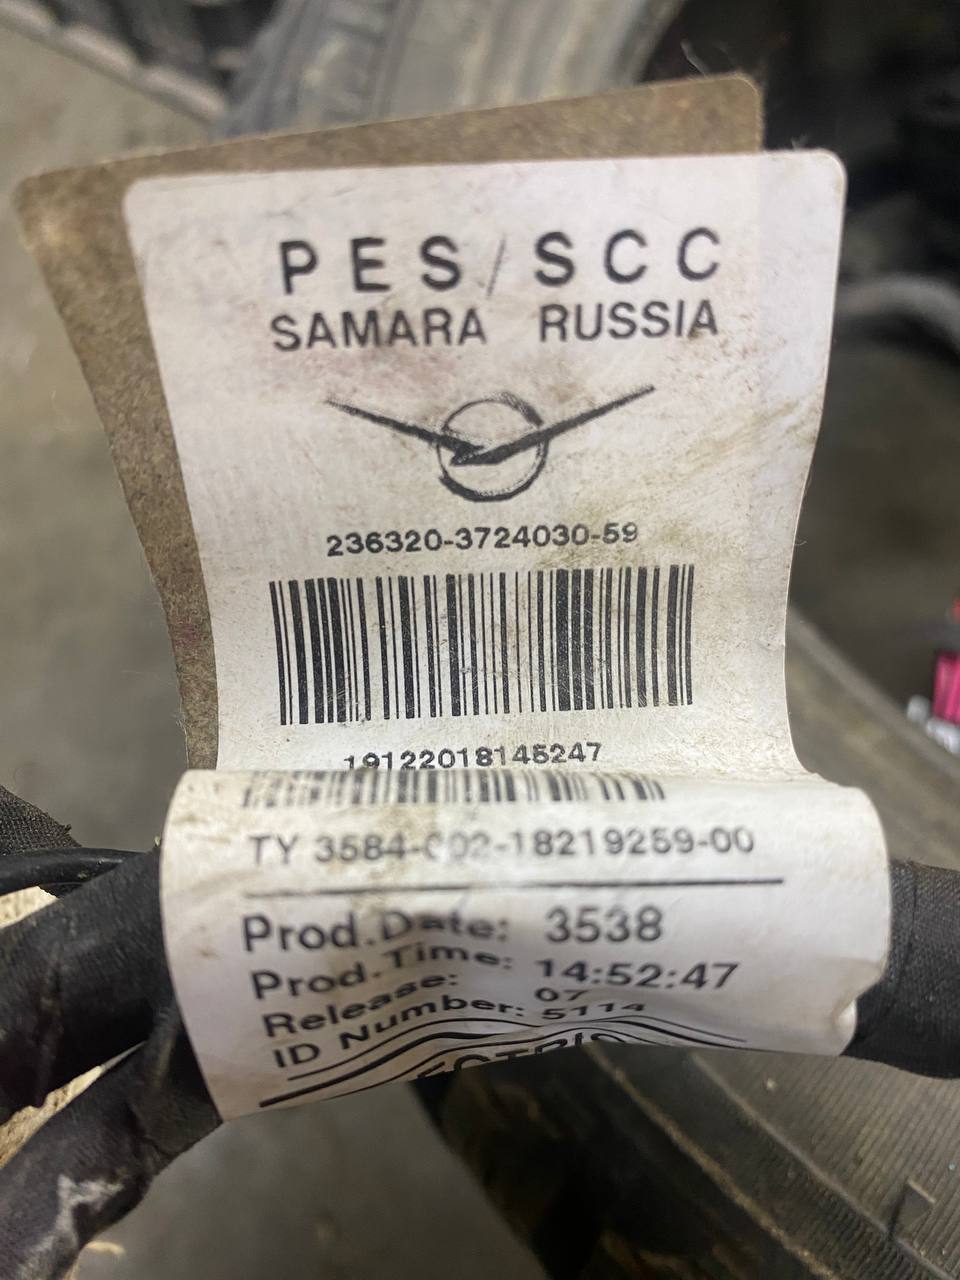 PES/SCC
SAMARA RUSSIA
236320-3724030-59
19122018145247
TY 3584-002-18219259-00
Prod.Date: 3538
Prod.Time: 14:52:47
Release: 07
ID Number: 5114